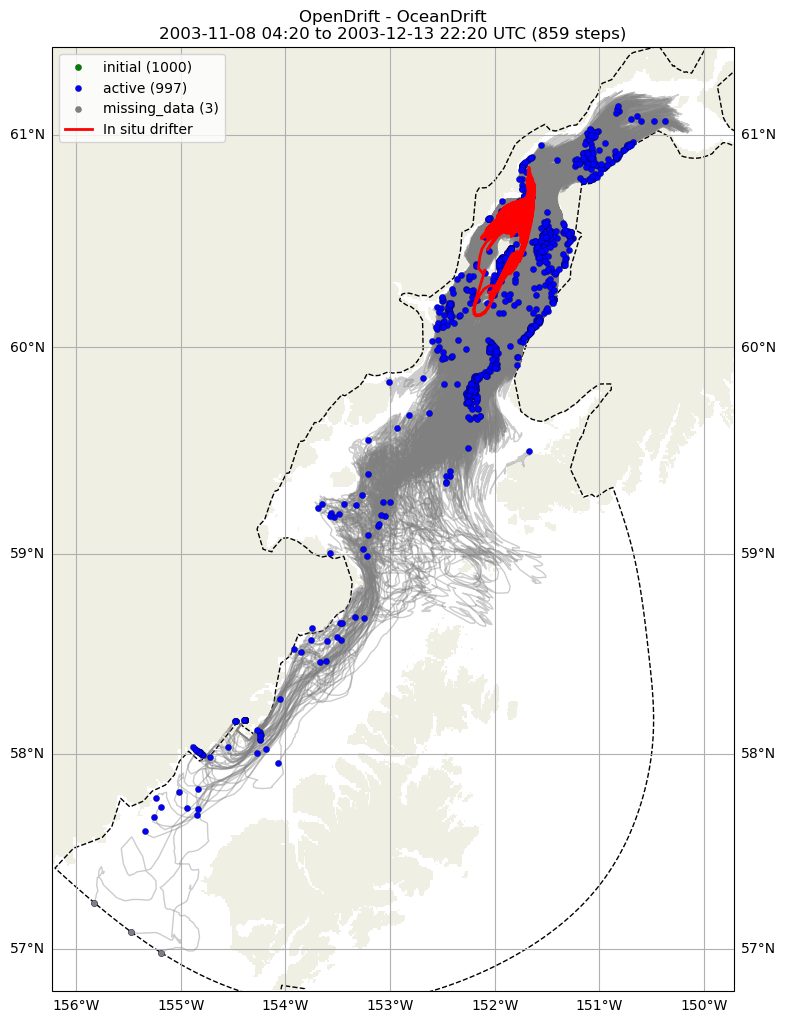 OpenDrift - OceanDrift
2003-11-08 04:20 to 2003-12-13 22:20 UTC (859 steps)
initial (1000)
active (997)
missing_data (3)
In situ drifter
61°N
61°N
60°N
60°N
59°N
59°N
58°N
58°N
57°N
57°N
156°W
155°W
154°W
153°W
152°W
151°W
150°W